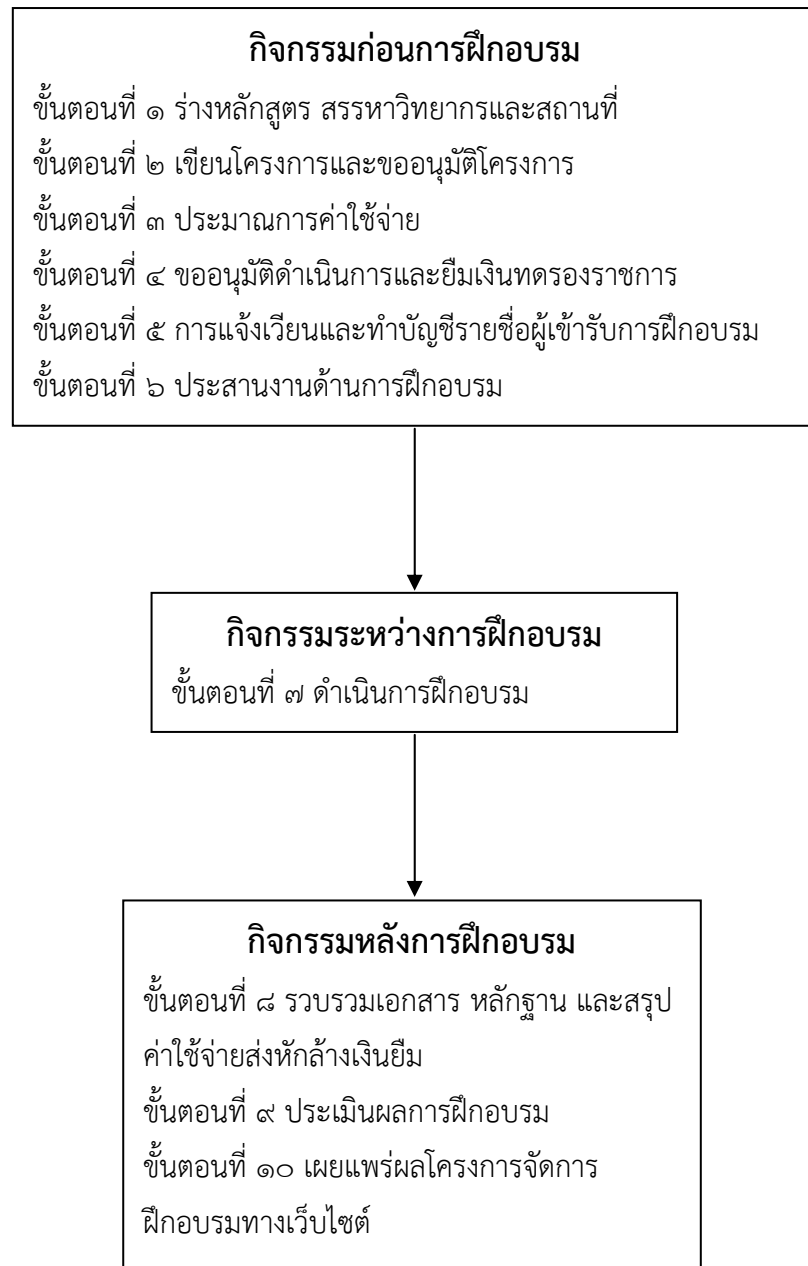 กิจกรรมก่อนการฝึกอบรม
ขั้นตอนที่ ๑ ร่างหลักสูตร สรรหาวิทยากรและสถานที่
ขั้นตอนที่ ๒ เขียนโครงการและขออนุมัติโครงการ
ขั้นตอนที่ ๓ ประมาณการค่าใช้จ่าย
ขั้นตอนที่ ๔ ขออนุมัติดำเนินการและยืมเงินทดรองราชการ
ขั้นตอนที่ ๕ การแจ้งเวียนและทำบัญชีรายชื่อผู้เข้ารับการฝึกอบรม
ขั้นตอนที่ ๖ ประสานงานด้านการฝึกอบรม
กิจกรรมระหว่างการฝึกอบรม
ขั้นตอนที่ ๗ ดำเนินการฝึกอบรม
กิจกรรมหลังการฝึกอบรม
ขั้นตอนที่ ๘ รวบรวมเอกสาร หลักฐาน และสรุป
ค่าใช้จ่ายส่งหักล้างเงินยืม
ขั้นตอนที่ ๙ ประเมินผลการฝึกอบรม
ขั้นตอนที่ ๑๐ เผยแพร่ผลโครงการจัดการ
ฝึกอบรมทางเว็บไซต์